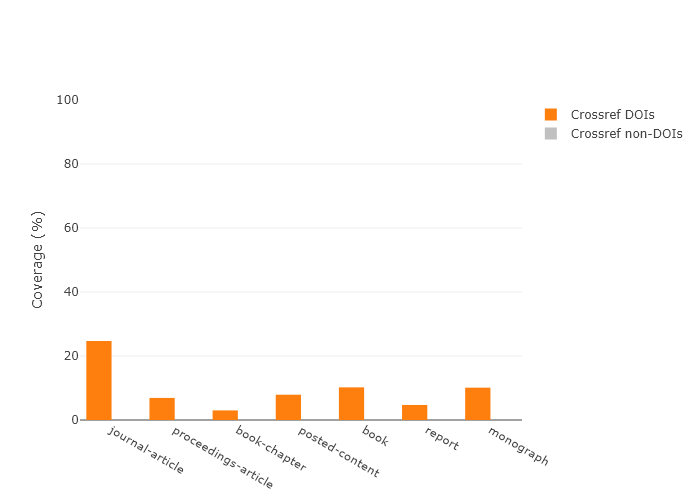 100
80
60
40
20
0
Coverage (%)
journal-article
proceedings-article
book-chapter
posted-content
book
report
monograph
Crossref DOIs
Crossref non-DOIs